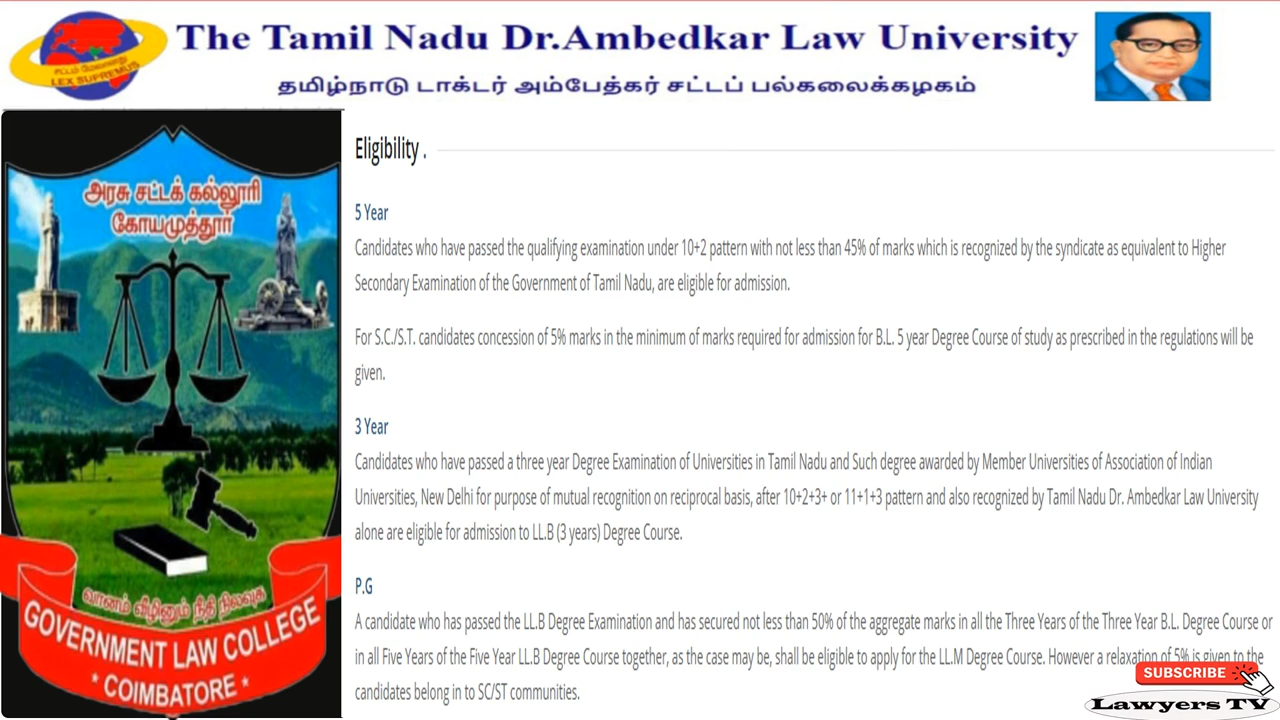 The Tamil Nadu Dr.Ambedkar Law University
தமிழ்நாடு டாக்டர் அம்பேத்கர் சட்டப் பல்கலைக்கழகம்
சட்டம் மேலானது
LEX SUPREMUS
அரசு சட்டக் கல்லூரி
கோயமுத்தூர்
வானம் வீழினும் நீதி நிலவுக
GOVERNMENT LAW COLLEGE
* COIMBATORE *
Eligibility .
5 Year
Candidates who have passed the qualifying examination under 10+2 pattern with not less than 45% of marks which is recognized by the syndicate as equivalent to Higher
Secondary Examination of the Government of Tamil Nadu, are eligible for admission.
For S.C./S.T. candidates concession of 5% marks in the minimum of marks required for admission for B.L. 5 year Degree Course of study as prescribed in the regulations will be
given.
3 Year
Candidates who have passed a three year Degree Examination of Universities in Tamil Nadu and Such degree awarded by Member Universities of Association of Indian
Universities, New Delhi for purpose of mutual recognition on reciprocal basis, after 10+2+3+ or 11+1+3 pattern and also recognized by Tamil Nadu Dr. Ambedkar Law University
alone are eligible for admission to LL.B (3 years) Degree Course.
P.G
A candidate who has passed the LL.B Degree Examination and has secured not less than 50% of the aggregate marks in all the Three Years of the Three Year B.L. Degree Course or
in all Five Years of the Five Year LL.B Degree Course together, as the case may be, shall be eligible to apply for the LL.M Degree Course. However a relaxation of 5% is given to the
candidates belong in to SC/ST communities.
SUBSCRIBE
Lawyers TV